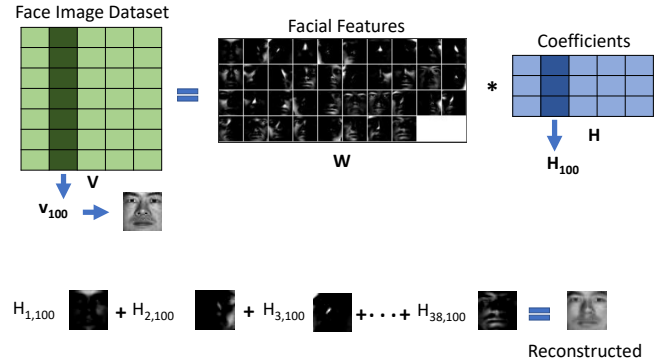 Face Image Dataset
Facial Features
Coefficients
=
*
V
W
H
H100
v100
H1,100
+ H2,100
+ H3,100
+· · ·+ H38,100
=
Reconstructed